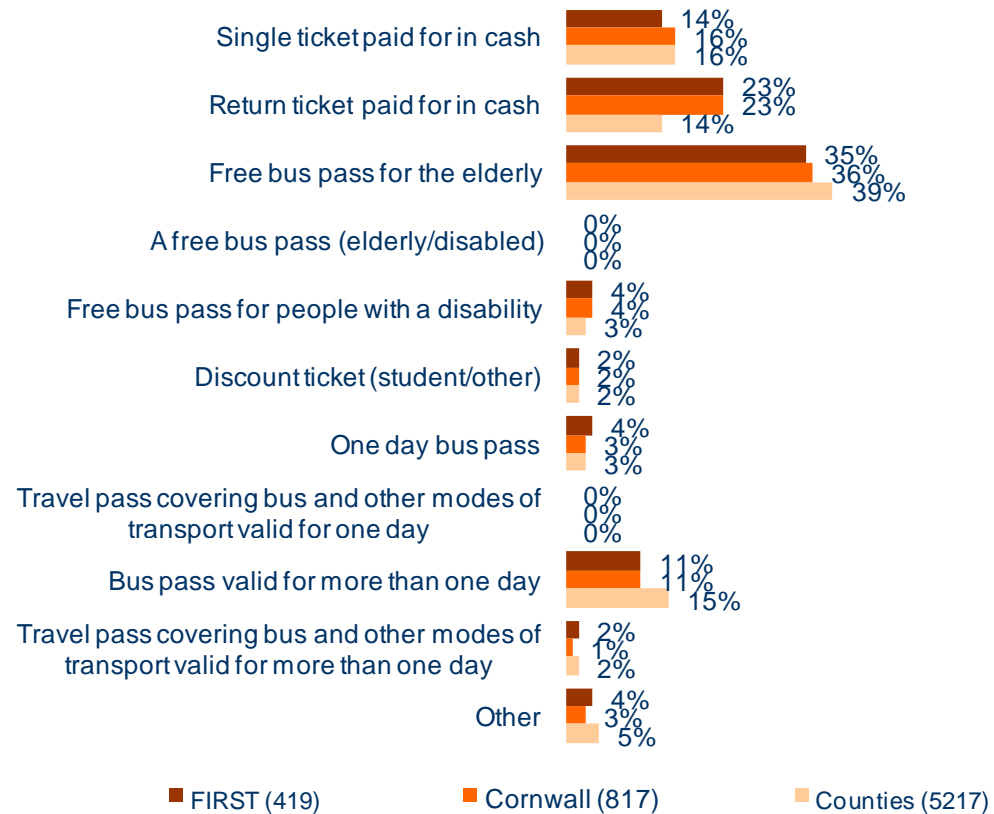 Single ticket paid for in cash
14%
16%
16%
Return ticket paid for in cash
23%
23%
14%
Free bus pass for the elderly
35%
36%
39%
A free bus pass (elderly/disabled)
0%
0%
0%
Free bus pass for people with a disability
4%
4%
3%
Discount ticket (student/other)
2%
2%
2%
One day bus pass
4%
3%
3%
Travel pass covering bus and other modes of
transport valid for one day
0%
0%
0%
Bus pass valid for more than one day
11%
11%
15%
Travel pass covering bus and other modes of
transport valid for more than one day
2%
1%
2%
Other
4%
3%
5%
FIRST (419) Cornwall (817) Counties (5217)